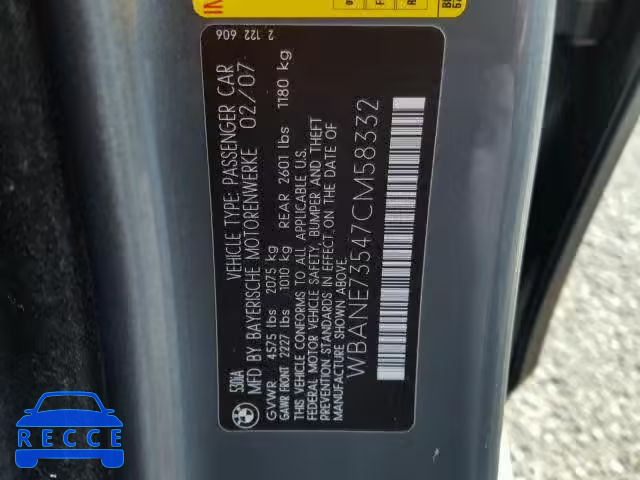 2 122 606
VEHICLE TYPE: PASSENGER CAR
MFD BY BAYERISCHE MOTORENWERKE 02/07
GVWR 4575 lbs 2075 kg
GAWR FRONT 2227 lbs 1010 kg REAR 2601 lbs 1180 kg
THIS VEHICLE CONFORMS TO ALL APPLICABLE U.S.
FEDERAL MOTOR VEHICLE SAFETY, BUMPER AND THEFT
PREVENTION STANDARDS IN EFFECT ON THE DATE OF
MANUFACTURE SHOWN ABOVE.
WBANE73547CM58332
RECCE